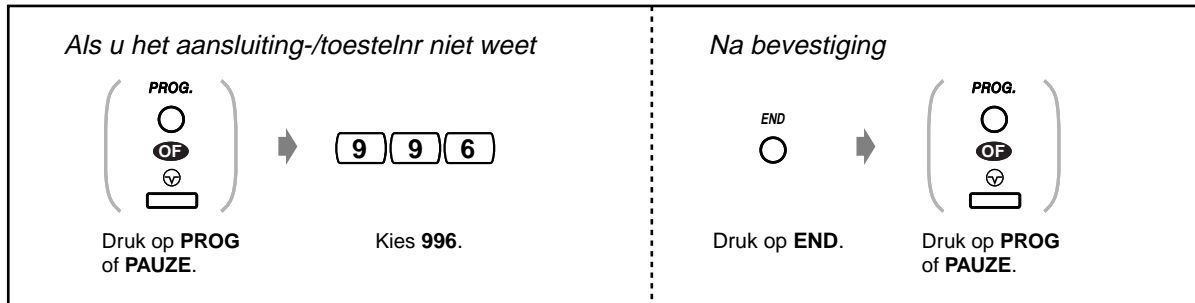 Als u het aansluiting-/toestelnr niet weet
PROG.
OF
9 9 6
Druk op PROG
of PAUZE.
Kies 996.
Na bevestiging
END
PROG.
OF
Druk op END.
Druk op PROG
of PAUZE.